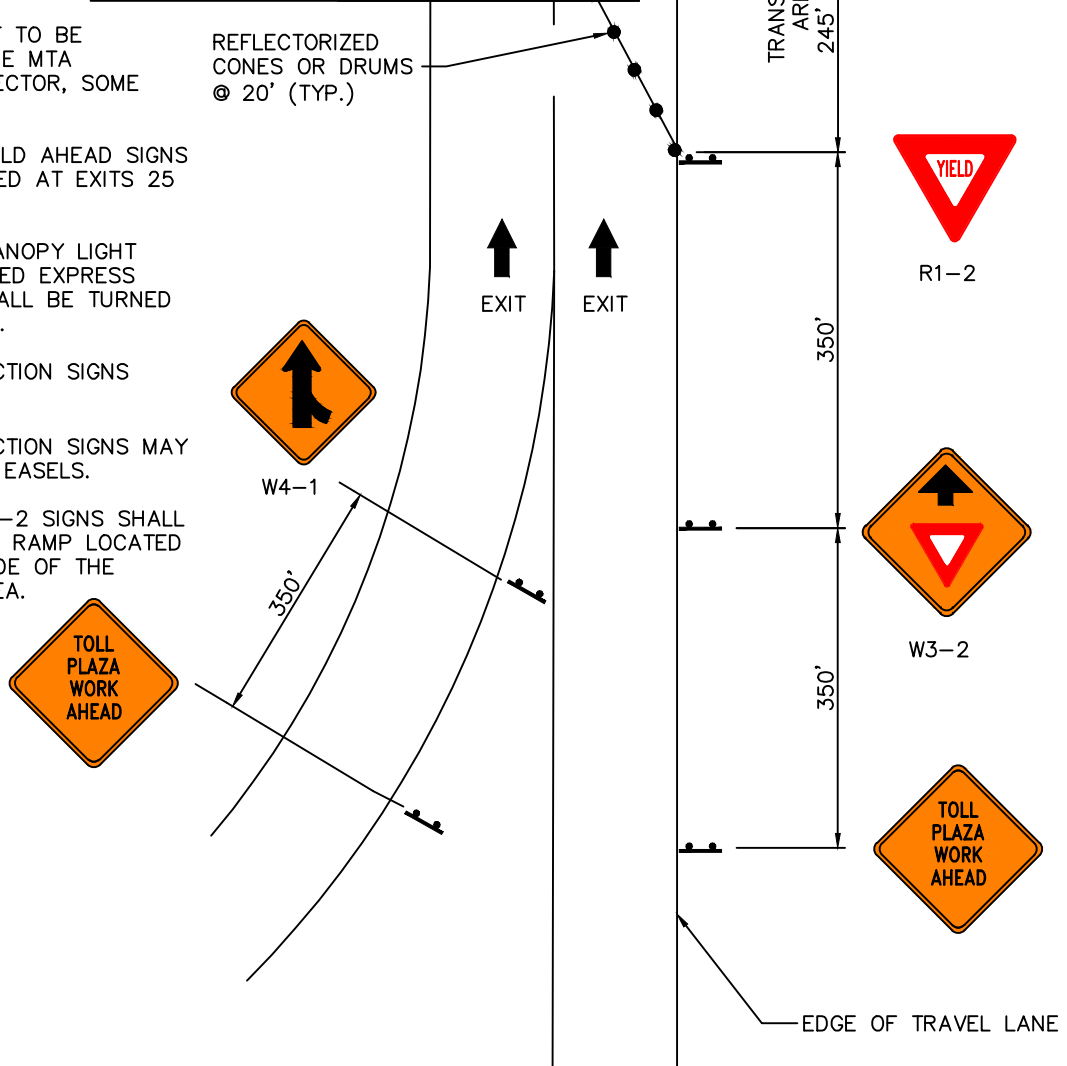 T TO BE
E MTA
ECTOR, SOME
LD AHEAD SIGNS
ED AT EXITS 25
ANOPY LIGHT
ED EXPRESS
ALL BE TURNED
.
CTION SIGNS
CTION SIGNS MAY
EASELS.
-2 SIGNS SHALL
RAMP LOCATED
DE OF THE
EA.
REFLECTORIZED
CONES OR DRUMS
@ 20' (TYP.)
TRANS
ARE
245'
YIELD
R1-2
EXIT
EXIT
350'
W4-1
350'
W3-2
350'
TOLL
PLAZA
WORK
AHEAD
TOLL
PLAZA
WORK
AHEAD
EDGE OF TRAVEL LANE